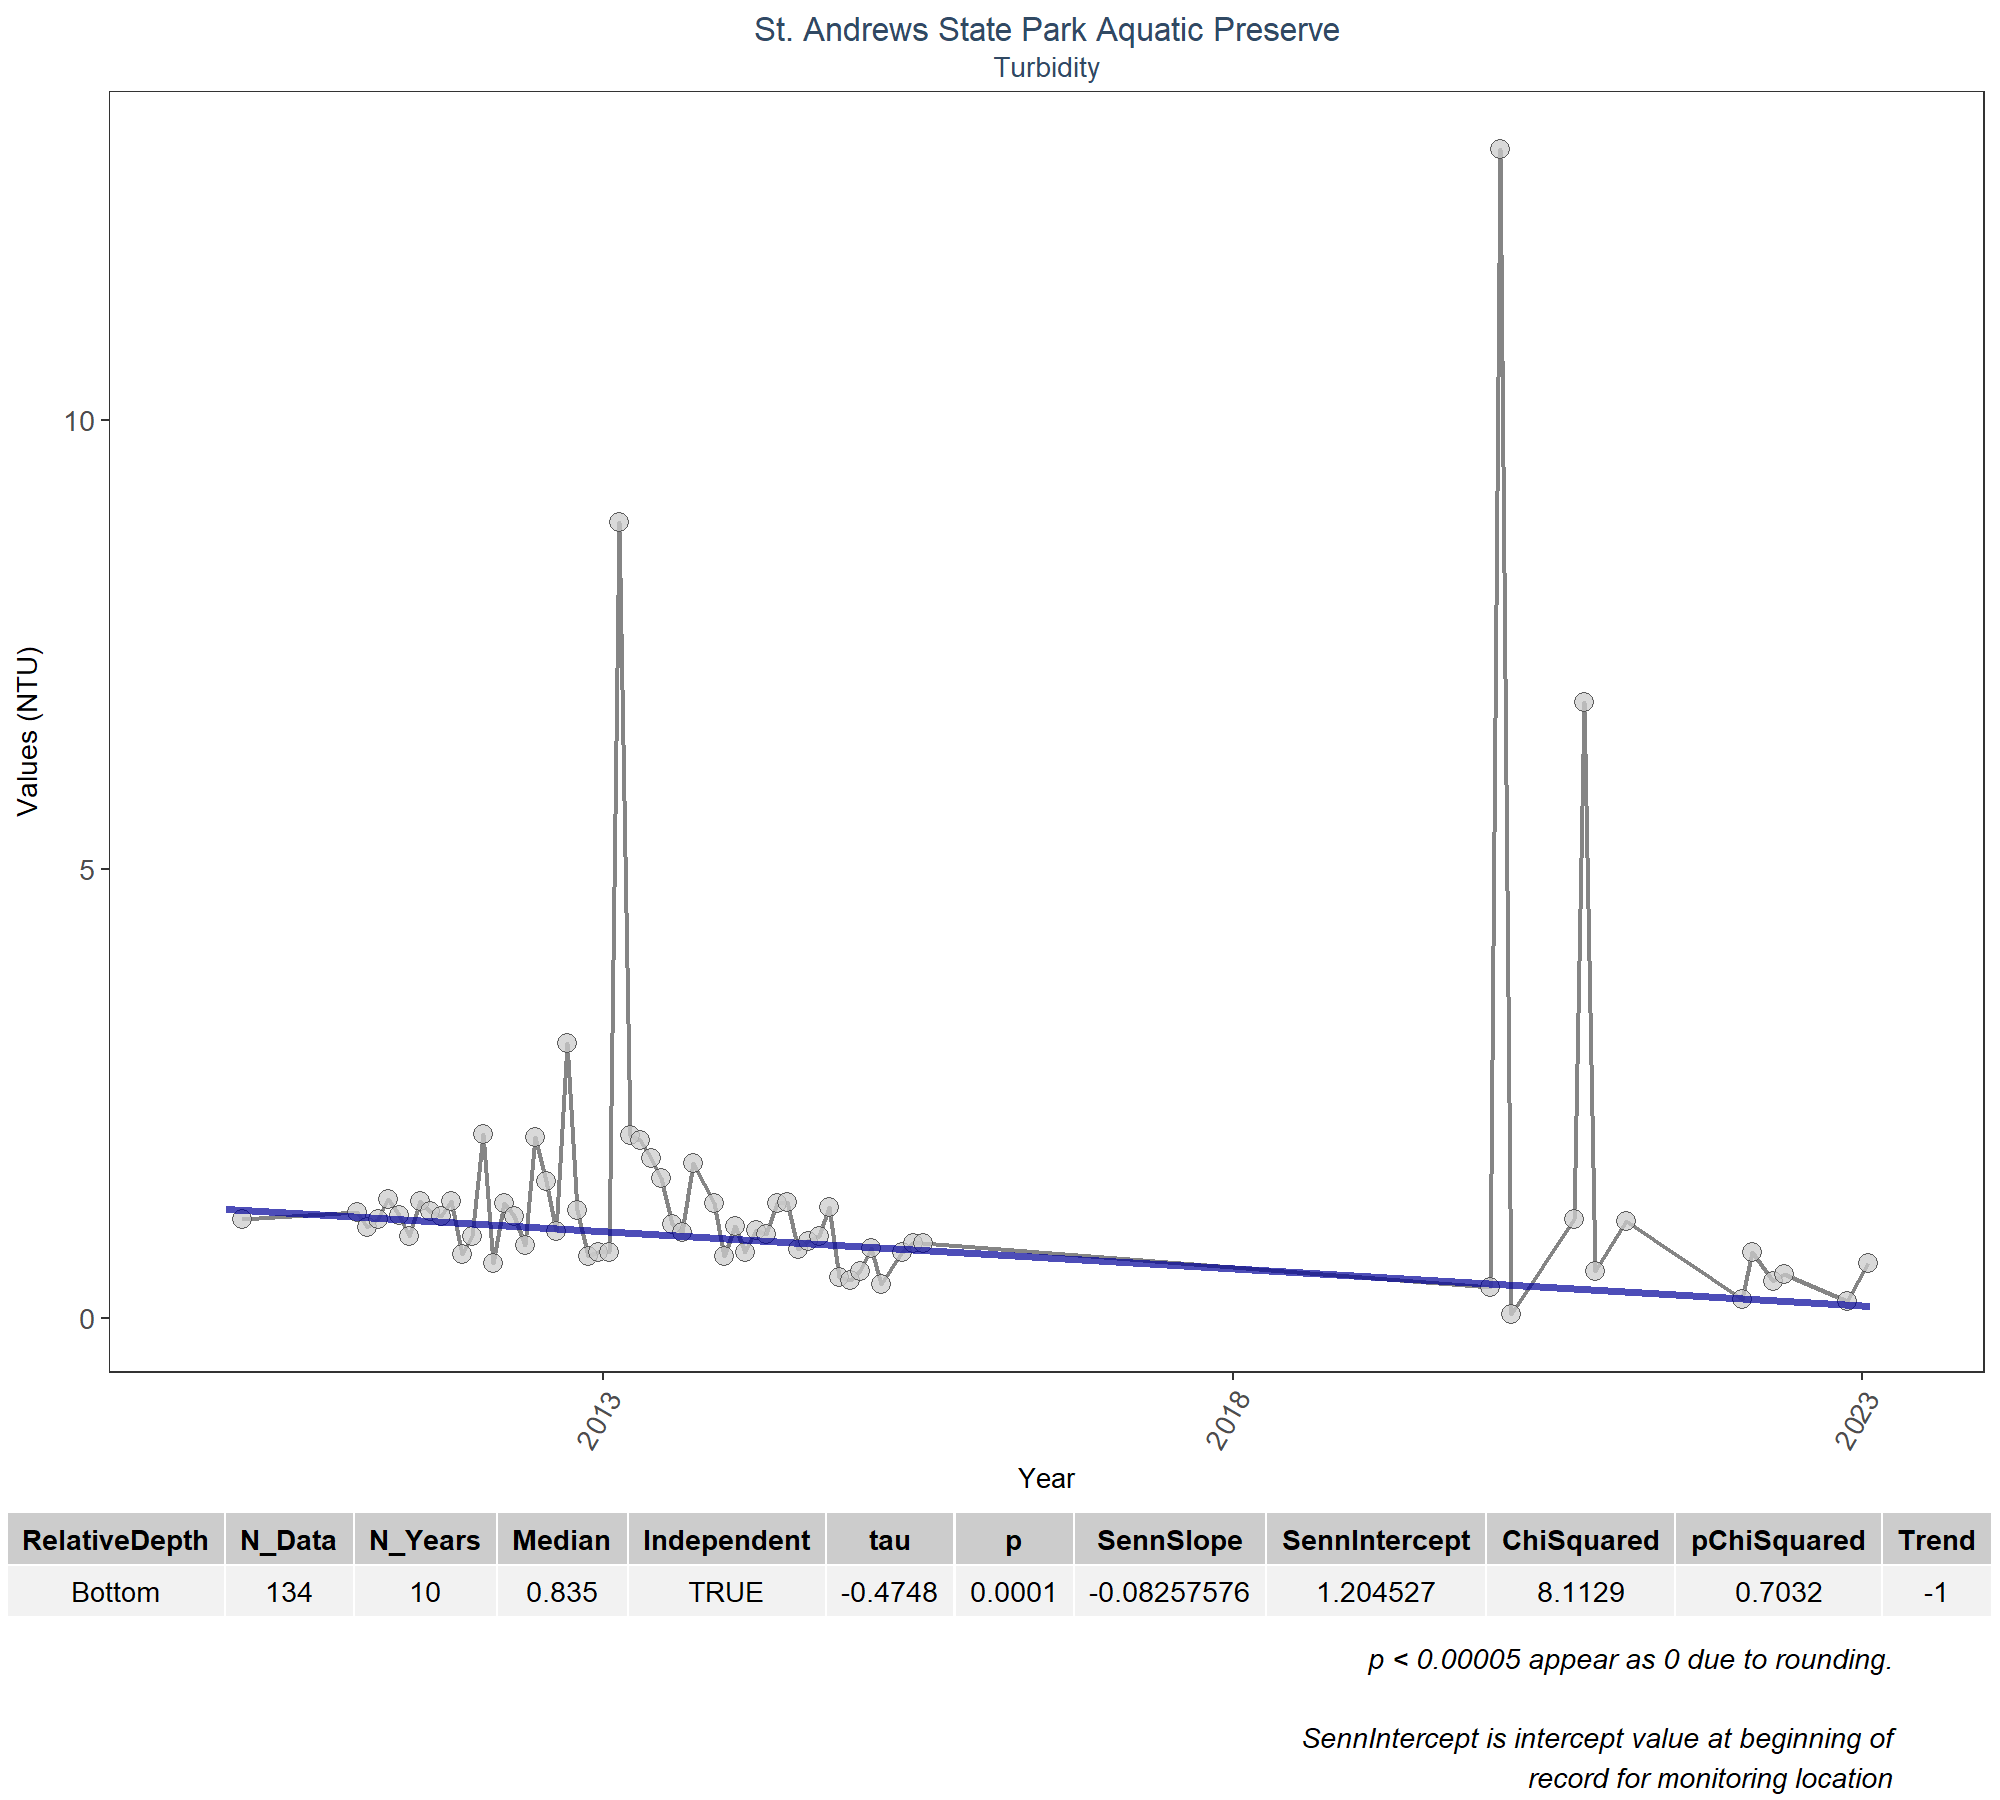 St. Andrews State Park Aquatic Preserve
Turbidity
Values (NTU)
10
5
0
2013
2018
2023
Year
RelativeDepth N_Data N_Years Median Independent tau p SennSlope SennIntercept ChiSquared pChiSquared Trend
Bottom 134 10 0.835 TRUE -0.4748 0.0001 -0.08257576 1.204527 8.1129 0.7032 -1
p < 0.00005 appear as 0 due to rounding.
SennIntercept is intercept value at beginning of
record for monitoring location